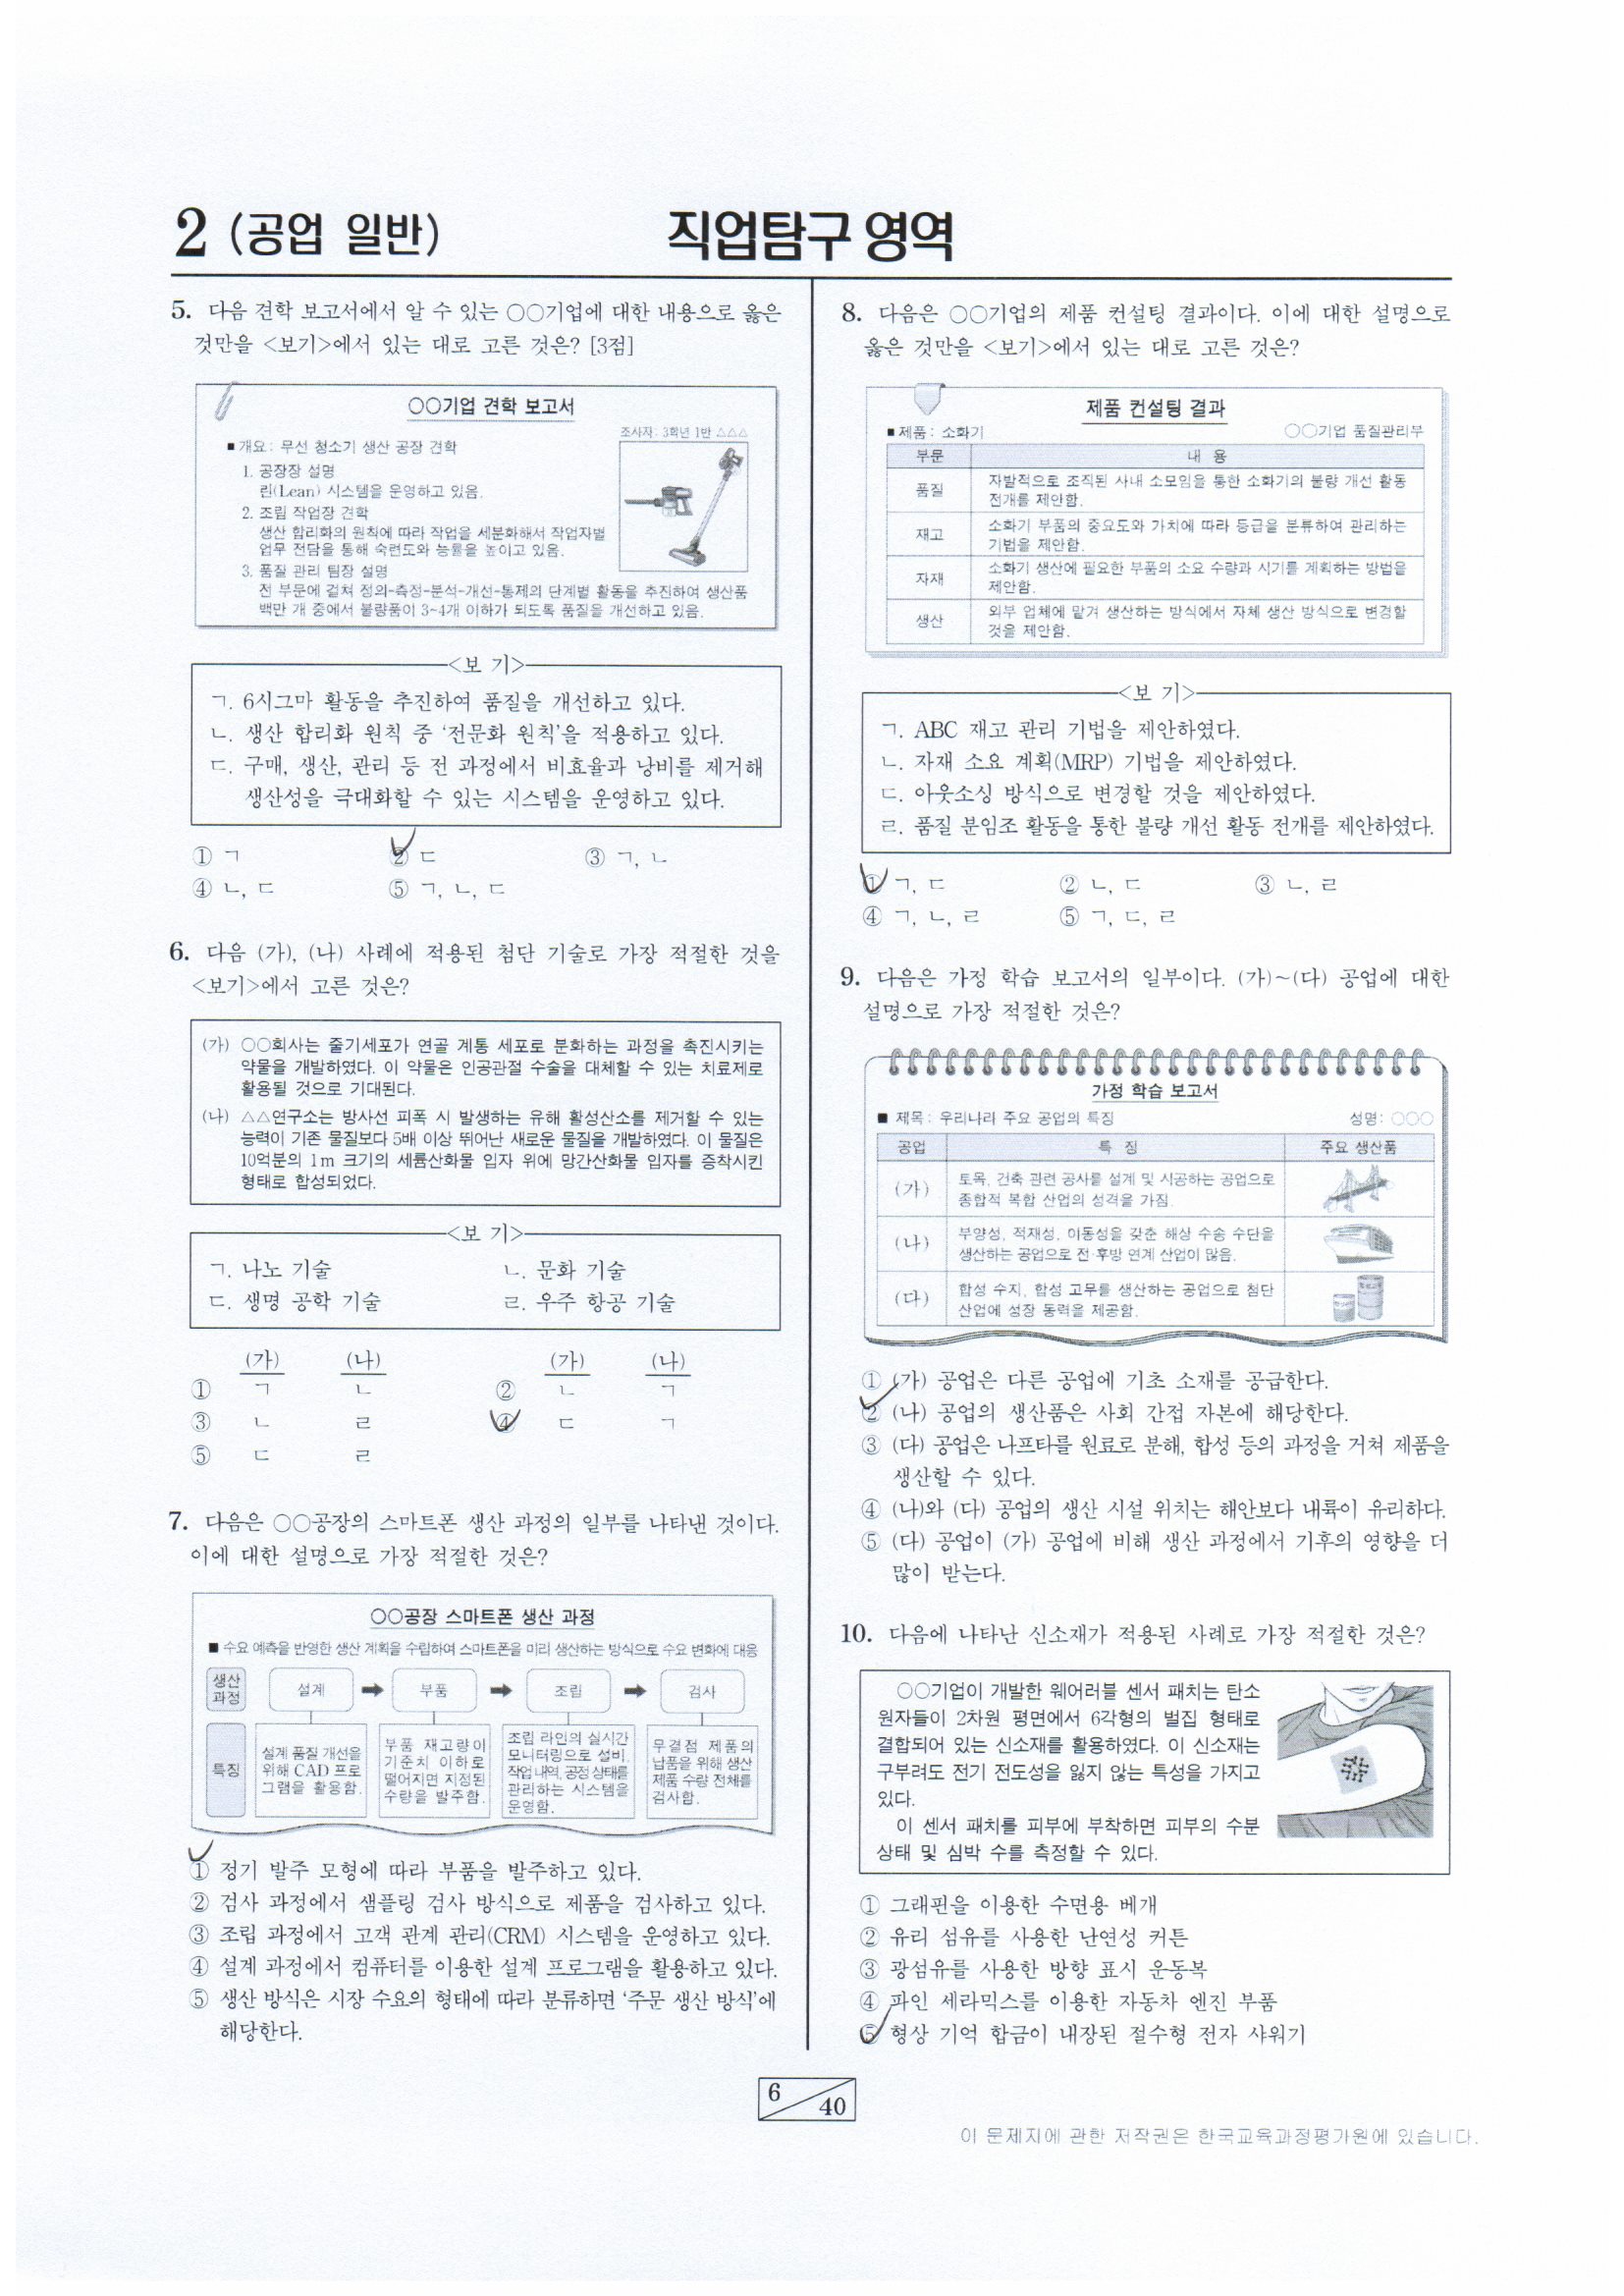 2 (공업 일반)
직업탐구 영역
5. 다음 견학 보고서에서 알 수 있는 ○○기업에 대한 내용으로 옳은
것만을 <보기>에서 있는 대로 고른 것은? [3점]
○○기업 견학 보고서
조사자: 3학년 1반 △△△
■ 개요: 무선 청소기 생산 공장 견학
1. 공장장 설명
린(Lean) 시스템을 운영하고 있음.
2. 조립 작업장 견학
생산 합리화의 원칙에 따라 작업을 세분화해서 작업자별
업무 전담을 통해 숙련도와 능률을 높이고 있음.
3. 품질 관리 팀장 설명
전 부문에 걸쳐 정의-측정-분석-개선-통제의 단계별 활동을 추진하여 생산품
백만 개 중에서 불량품이 3~4개 이하가 되도록 품질을 개선하고 있음.
<보 기>
ㄱ. 6시그마 활동을 추진하여 품질을 개선하고 있다.
ㄴ. 생산 합리화 원칙 중 ‘전문화 원칙’을 적용하고 있다.
ㄷ. 구매, 생산, 관리 등 전 과정에서 비효율과 낭비를 제거해
생산성을 극대화할 수 있는 시스템을 운영하고 있다.
① ㄱ ② ㄷ ③ ㄱ, ㄴ
④ ㄴ, ㄷ ⑤ ㄱ, ㄴ, ㄷ
6. 다음 (가), (나) 사례에 적용된 첨단 기술로 가장 적절한 것을
<보기>에서 고른 것은?
(가) ○○회사는 줄기세포가 연골 계통 세포로 분화하는 과정을 촉진시키는
약물을 개발하였다. 이 약물은 인공관절 수술을 대체할 수 있는 치료제로
활용될 것으로 기대된다.
(나) △△연구소는 방사선 피폭 시 발생하는 유해 활성산소를 제거할 수 있는
능력이 기존 물질보다 5배 이상 뛰어난 새로운 물질을 개발하였다. 이 물질은
10억분의 1m 크기의 세륨산화물 입자 위에 망간산화물 입자를 증착시킨
형태로 합성되었다.
<보 기>
ㄱ. 나노 기술 ㄴ. 문화 기술
ㄷ. 생명 공학 기술 ㄹ. 우주 항공 기술
(가) (나) (가) (나)
① ㄱ ㄴ ② ㄴ ㄱ
③ ㄴ ㄹ ④ ㄷ ㄱ
⑤ ㄷ ㄹ
7. 다음은 ○○공장의 스마트폰 생산 과정의 일부를 나타낸 것이다.
이에 대한 설명으로 가장 적절한 것은?
○○공장 스마트폰 생산 과정
■ 수요 예측을 반영한 생산 계획을 수립하여 스마트폰을 미리 생산하는 방식으로 수요 변화에 대응
생산
과정
설계 ➡ 부품 ➡ 조립 ➡ 검사
특징
설계 품질 개선을
위해 CAD 프로
그램을 활용함.
부품 재고량이
기준치 이하로
떨어지면 지정된
수량을 발주함.
조립 라인의 실시간
모니터링으로 설비,
작업 내역, 공정 상태를
관리하는 시스템을
운영함.
무결점 제품의
납품을 위해 생산
제품 수량 전체를
검사함.
① 정기 발주 모형에 따라 부품을 발주하고 있다.
② 검사 과정에서 샘플링 검사 방식으로 제품을 검사하고 있다.
③ 조립 과정에서 고객 관계 관리(CRM) 시스템을 운영하고 있다.
④ 설계 과정에서 컴퓨터를 이용한 설계 프로그램을 활용하고 있다.
⑤ 생산 방식은 시장 수요의 형태에 따라 분류하면 ‘주문 생산 방식’에
해당한다.
8. 다음은 ○○기업의 제품 컨설팅 결과이다. 이에 대한 설명으로
옳은 것만을 <보기>에서 있는 대로 고른 것은?
제품 컨설팅 결과
■ 제품: 소화기 ○○기업 품질관리부
부문 내 용
품질 자발적으로 조직된 사내 소모임을 통한 소화기의 불량 개선 활동
전개를 제안함.
재고 소화기 부품의 중요도와 가치에 따라 등급을 분류하여 관리하는
기법을 제안함.
자재 소화기 생산에 필요한 부품의 소요 수량과 시기를 계획하는 방법을
제안함.
생산 외부 업체에 맡겨 생산하는 방식에서 자체 생산 방식으로 변경할
것을 제안함.
<보 기>
ㄱ. ABC 재고 관리 기법을 제안하였다.
ㄴ. 자재 소요 계획(MRP) 기법을 제안하였다.
ㄷ. 아웃소싱 방식으로 변경할 것을 제안하였다.
ㄹ. 품질 분임조 활동을 통한 불량 개선 활동 전개를 제안하였다.
① ㄱ, ㄷ ② ㄴ, ㄷ ③ ㄴ, ㄹ
④ ㄱ, ㄴ, ㄹ ⑤ ㄱ, ㄷ, ㄹ
9. 다음은 가정 학습 보고서의 일부이다. (가)~(다) 공업에 대한
설명으로 가장 적절한 것은?
가정 학습 보고서
■ 제목: 우리나라 주요 공업의 특징 성명: ○○○
공업 특 징 주요 생산품
(가) 토목, 건축 관련 공사를 설계 및 시공하는 공업으로
종합적 복합 산업의 성격을 가짐.
(나) 부양성, 적재성, 이동성을 갖춘 해상 수송 수단을
생산하는 공업으로 전·후방 연계 산업이 많음.
(다) 합성 수지, 합성 고무를 생산하는 공업으로 첨단
산업에 성장 동력을 제공함.
① (가) 공업은 다른 공업에 기초 소재를 공급한다.
② (나) 공업의 생산품은 사회 간접 자본에 해당한다.
③ (다) 공업은 나프타를 원료로 분해, 합성 등의 과정을 거쳐 제품을
생산할 수 있다.
④ (나)와 (다) 공업의 생산 시설 위치는 해안보다 내륙이 유리하다.
⑤ (다) 공업이 (가) 공업에 비해 생산 과정에서 기후의 영향을 더
많이 받는다.
10. 다음에 나타난 신소재가 적용된 사례로 가장 적절한 것은?
○○기업이 개발한 웨어러블 센서 패치는 탄소
원자들이 2차원 평면에서 6각형의 벌집 형태로
결합되어 있는 신소재를 활용하였다. 이 신소재는
구부려도 전기 전도성을 잃지 않는 특성을 가지고
있다.
이 센서 패치를 피부에 부착하면 피부의 수분
상태 및 심박 수를 측정할 수 있다.
① 그래핀을 이용한 수면용 베개
② 유리 섬유를 사용한 난연성 커튼
③ 광섬유를 사용한 방향 표시 운동복
④ 파인 세라믹스를 이용한 자동차 엔진 부품
⑤ 형상 기억 합금이 내장된 절수형 전자 샤워기
6
40
이 문제지에 관한 저작권은 한국교육과정평가원에 있습니다.